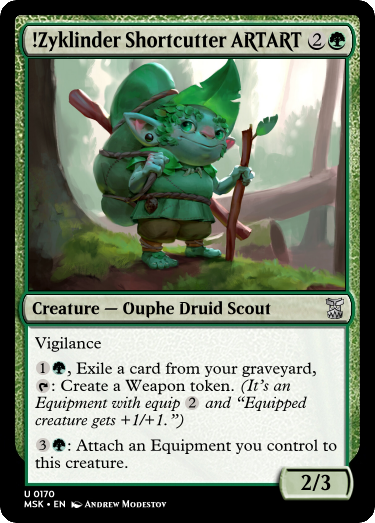 !Zyklinder Shortcutter ARTART 2
Creature — Ouphe Druid Scout
Vigilance
1, Exile a card from your graveyard,
: Create a Weapon token. (It's an
Equipment with equip 2 and “Equipped
creature gets +1/+1.”)
3: Attach an Equipment you control to
this creature.
2/3
U 0170
MSK • EN Andrew Modestov